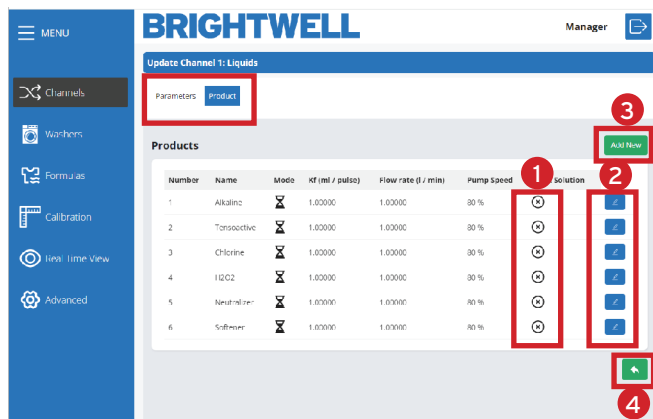 MENU
BRIGHTWELL
Manager
Update Channel 1: Liquids
Channels
Parameters
Product
3
Washers
Products
Add New
Formulas
Number Name Mode Kf (ml / pulse) Flow rate (l / min) Pump Speed 1 Solution 2
1 Alkaline 1.00000 1.00000 80 %
Calibration
2 Tensoactive 1.00000 1.00000 80 %
3 Chlorine 1.00000 1.00000 80 %
Real Time View
4 H2O2 1.00000 1.00000 80 %
Advanced
5 Neutralizer 1.00000 1.00000 80 %
6 Softener 1.00000 1.00000 80 %
4